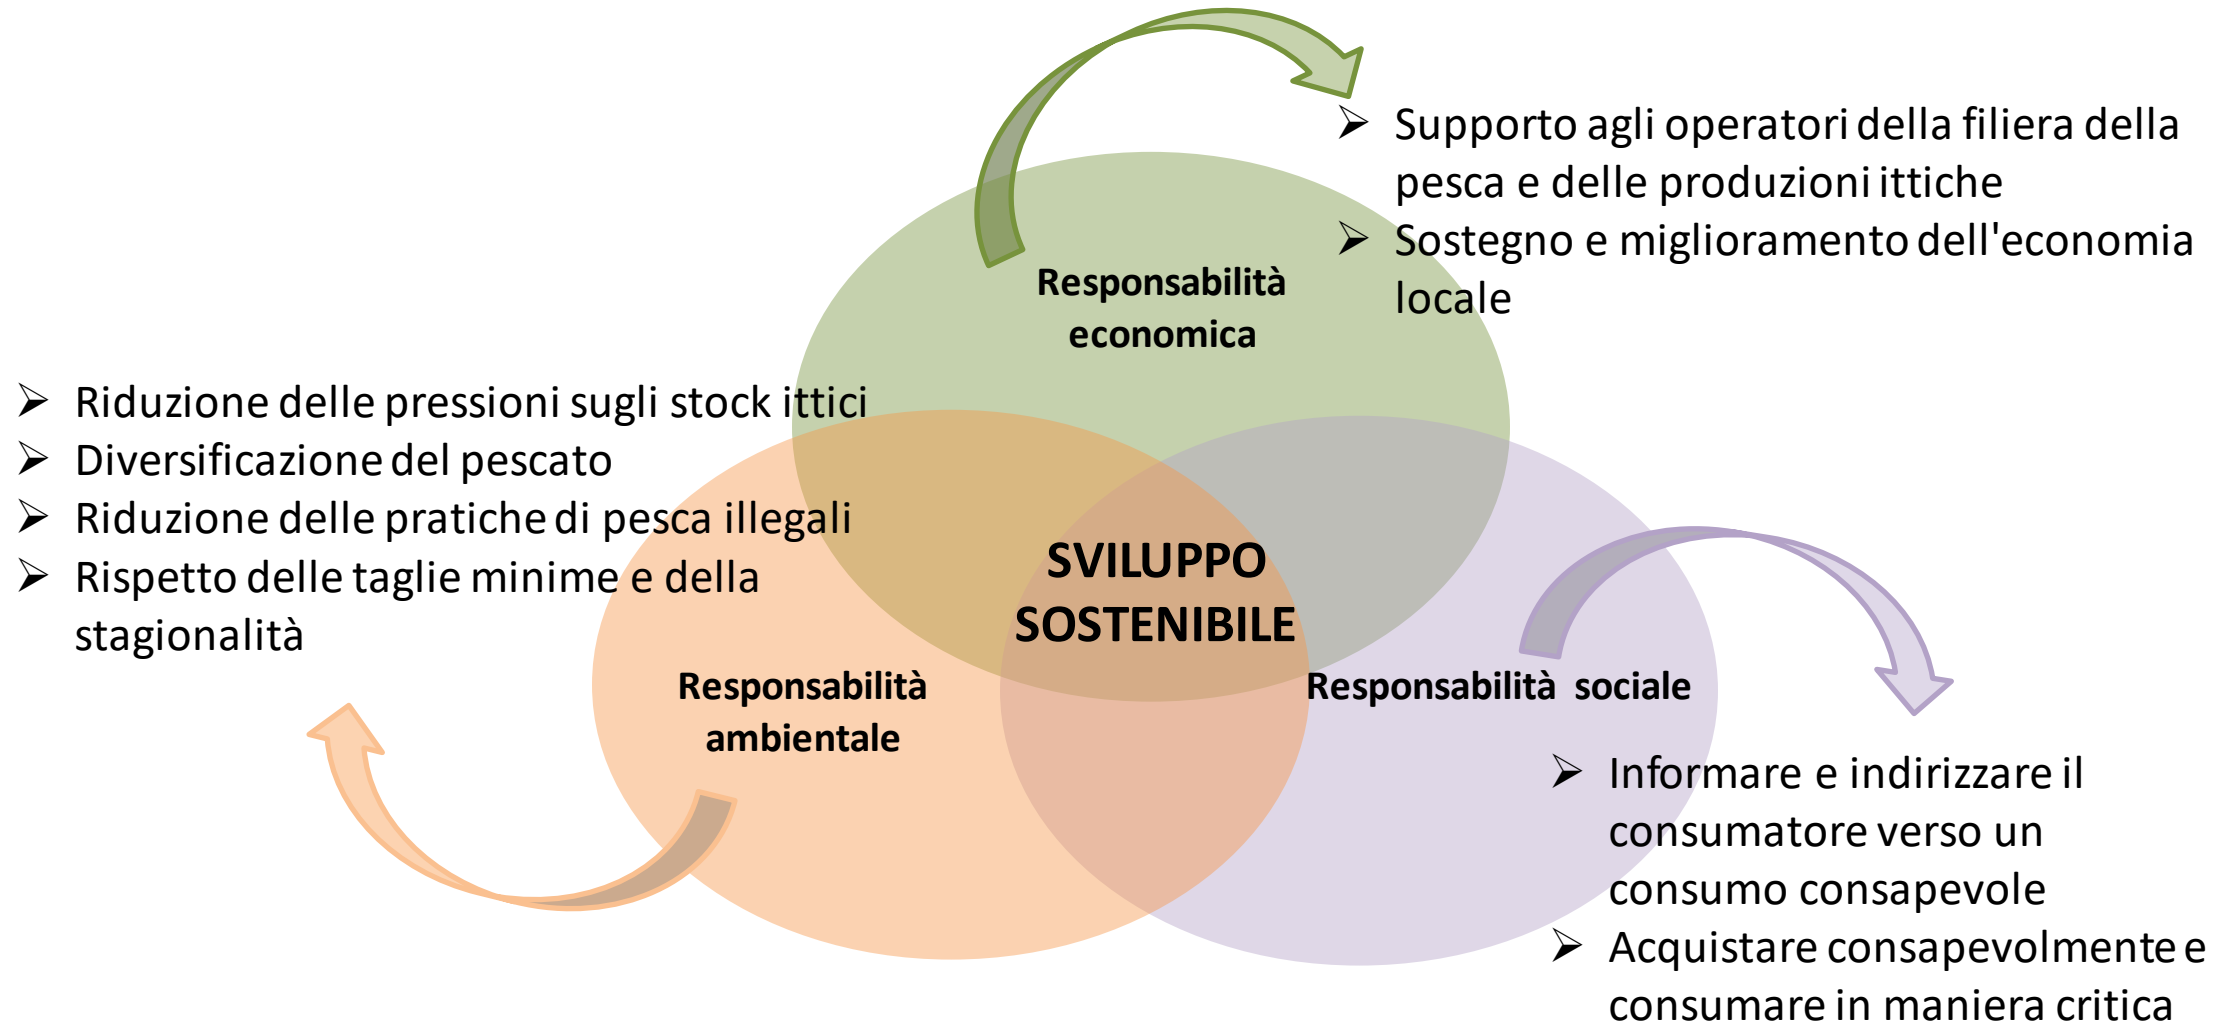 ➢ Supporto agli operatori della filiera della
pesca e delle produzioni ittiche
➢ Sostegno e miglioramento dell'economia
locale
Responsabilità
economica
➢ Riduzione delle pressioni sugli stock ittici
➢ Diversificazione del pescato
➢ Riduzione delle pratiche di pesca illegali
➢ Rispetto delle taglie minime e della
stagionalità
SVILUPPO
SOSTENIBILE
Responsabilità
ambientale
Responsabilità sociale
➢ Informare e indirizzare il
consumatore verso un
consumo consapevole
➢ Acquistare consapevolmente e
consumare in maniera critica